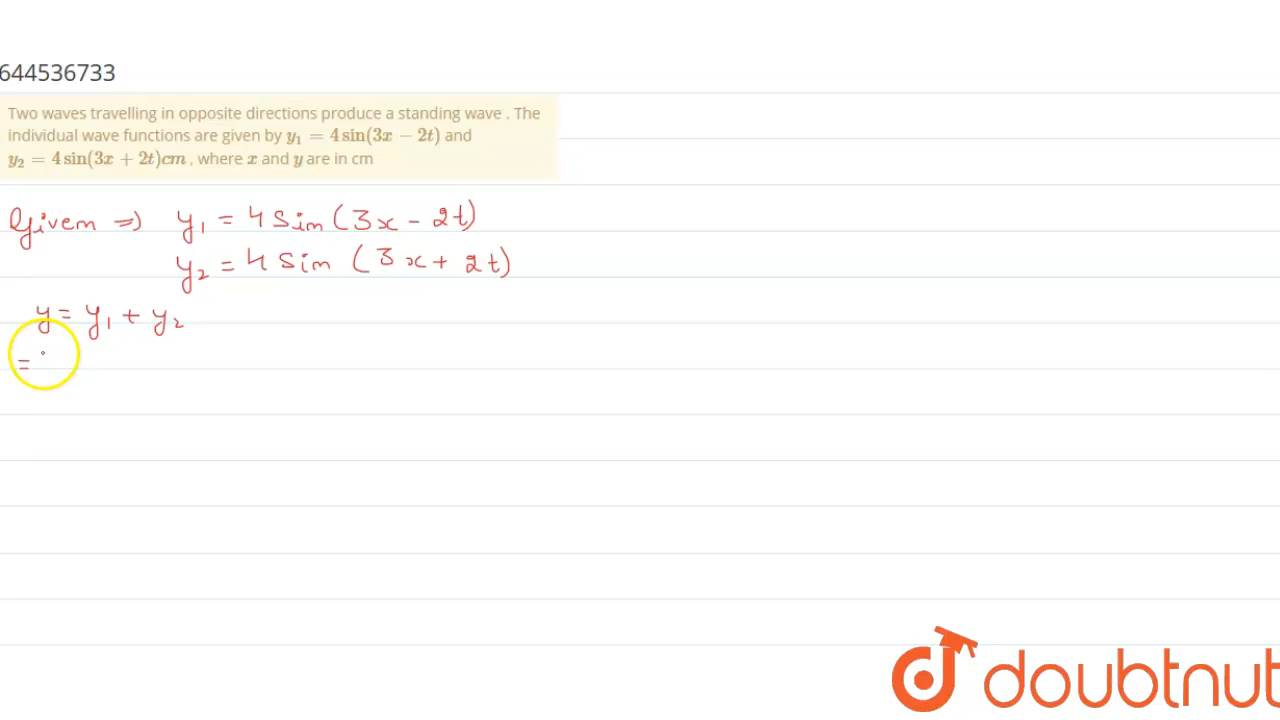 644536733
Two waves travelling in opposite directions produce a standing wave . The
individual wave functions are given by y₁ = 4 sin(3x − 2t) and
y₂ = 4 sin(3x + 2t)cm , where x and y are in cm
Given ⇒ y₁ = 4 Sin (3x − 2t)
y₂ = 4 Sin (3x + 2t)
y = y₁ + y₂
=
doubtnut